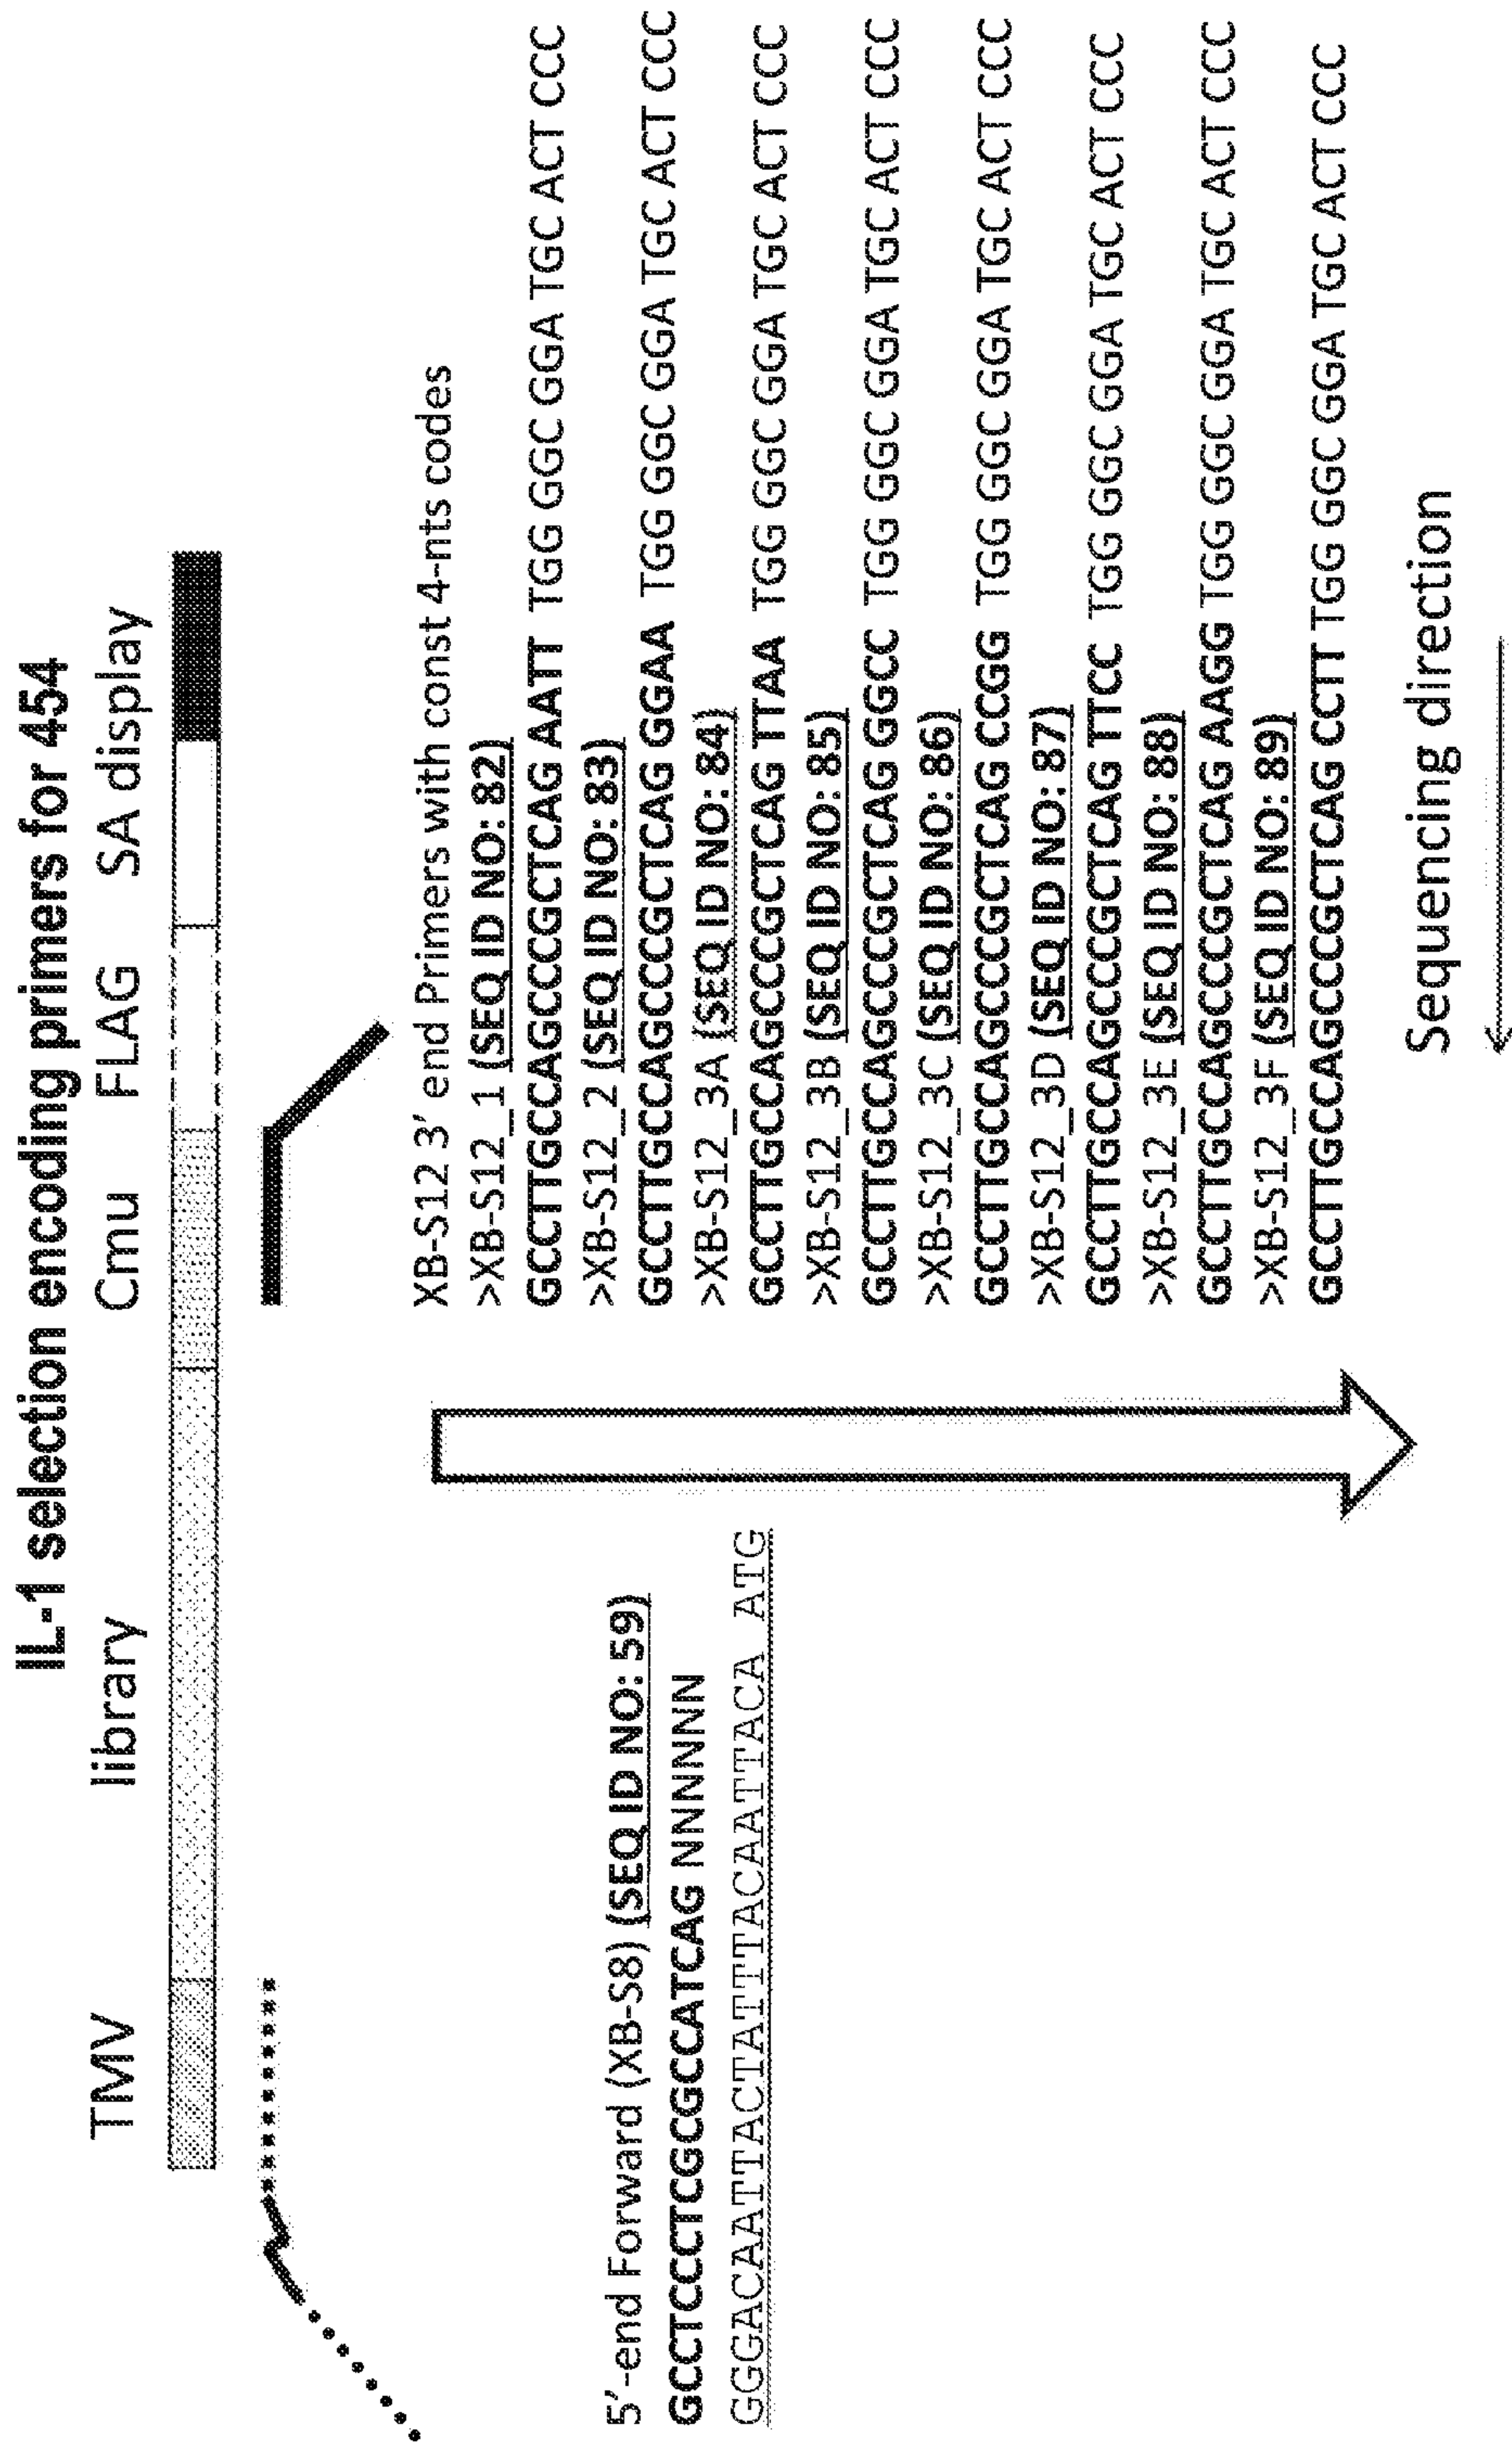 IL-1 selection encoding primers for 454
TMV library Cmu FLAG SA display
5'-end Forward (XB-S8) (SEQ ID NO: 59)
GCCTCCCTCGCGCCATCAG NNNNNN
GGGACAATTACTATTTACAATTACA ATG
XB-S12 3' end Primers with const 4-nts codes
>XB-S12_1 (SEQ ID NO: 82)
GCCTTGCCAGCCCGCTCAG AATT TGG GGC GGA TGC ACT CCC
>XB-S12_2 (SEQ ID NO: 83)
GCCTTGCCAGCCCGCTCAG GGAA TGG GGC GGA TGC ACT CCC
>XB-S12_3A (SEQ ID NO: 84)
GCCTTGCCAGCCCGCTCAG TTAA TGG GGC GGA TGC ACT CCC
>XB-S12_3B (SEQ ID NO: 85)
GCCTTGCCAGCCCGCTCAG GGCC TGG GGC GGA TGC ACT CCC
>XB-S12_3C (SEQ ID NO: 86)
GCCTTGCCAGCCCGCTCAG CCGG TGG GGC GGA TGC ACT CCC
>XB-S12_3D (SEQ ID NO: 87)
GCCTTGCCAGCCCGCTCAG TTCC TGG GGC GGA TGC ACT CCC
>XB-S12_3E (SEQ ID NO: 88)
GCCTTGCCAGCCCGCTCAG AAGG TGG GGC GGA TGC ACT CCC
>XB-S12_3F (SEQ ID NO: 89)
GCCTTGCCAGCCCGCTCAG CCTT TGG GGC GGA TGC ACT CCC
Sequencing direction